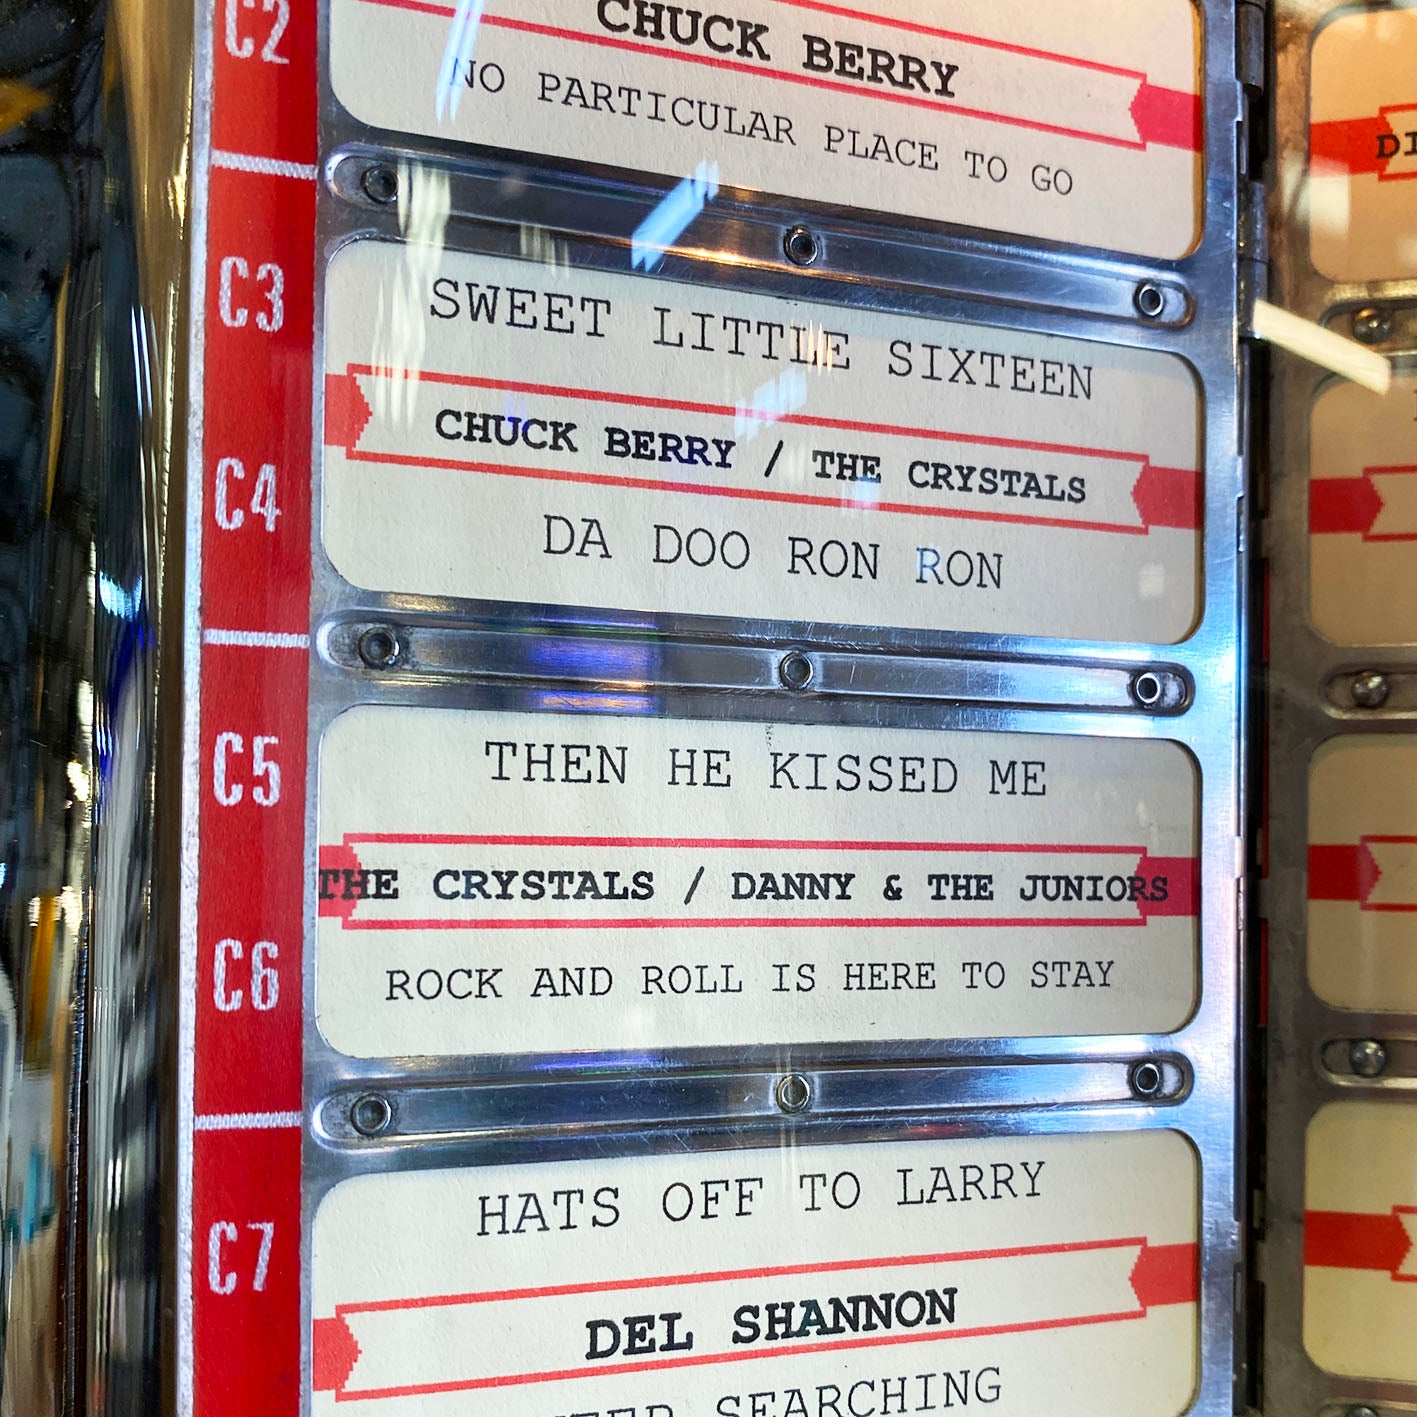 C2
CHUCK BERRY
NO PARTICULAR PLACE TO GO
C3
SWEET LITTLE SIXTEEN
CHUCK BERRY / THE CRYSTALS
C4
DA DOO RON RON
C5
THEN HE KISSED ME
THE CRYSTALS / DANNY & THE JUNIORS
C6
ROCK AND ROLL IS HERE TO STAY
C7
HATS OFF TO LARRY
DEL SHANNON
SEARCHING